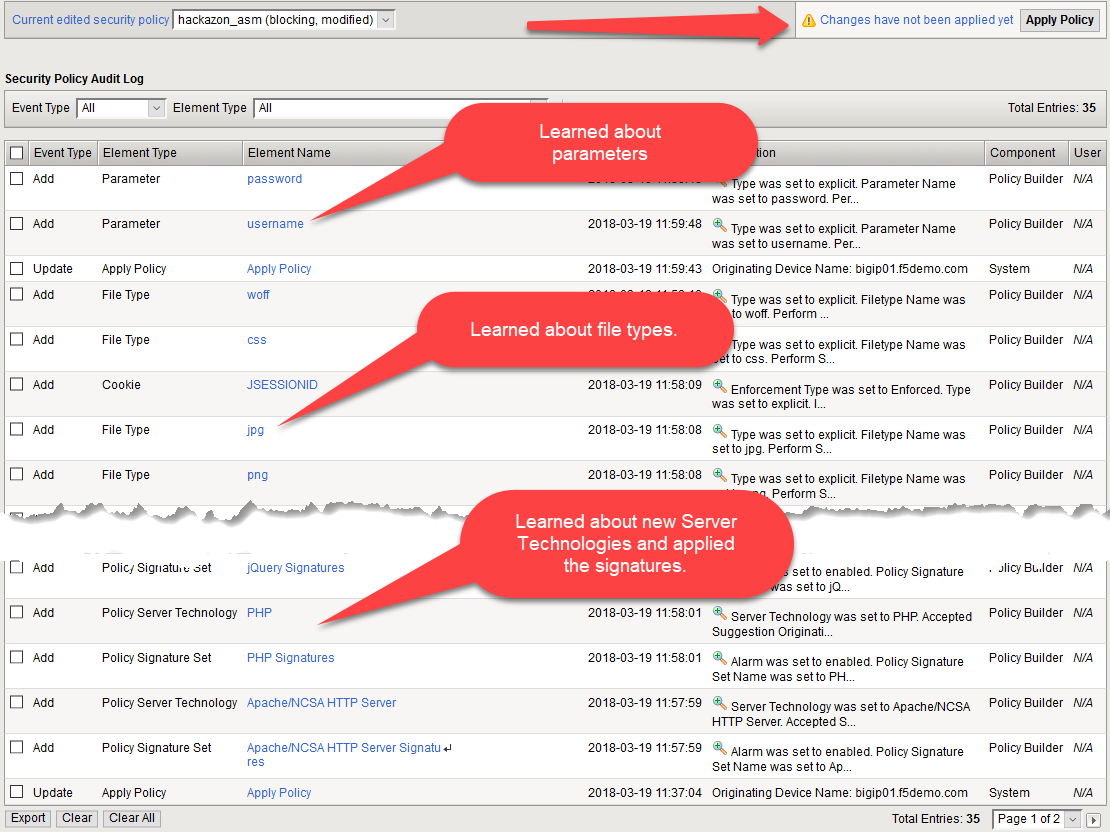 Current edited security policy hackazon_asm (blocking, modified) Changes have not been applied yet Apply Policy
Security Policy Audit Log
Event Type All Element Type All Total Entries: 35
Learned about
parameters
Event Type Element Type Element Name tion Component User
Add Parameter password Type was set to explicit. Parameter Name Policy Builder N/A
was set to password. Per...
Add Parameter username 2018-03-19 11:59:48 Type was set to explicit. Parameter Name Policy Builder N/A
was set to username. Per...
Update Apply Policy Apply Policy 2018-03-19 11:59:43 Originating Device Name: bigip01.f5demo.com System N/A
Add File Type woff Type was set to explicit. Filetype Name was Policy Builder N/A
to woff. Perform ...
Learned about file types.
Add File Type css Type was set to explicit. Filetype Name was Policy Builder N/A
set to css. Perform S...
Add Cookie JSESSIONID 2018-03-19 11:58:09 Enforcement Type was set to Enforced. Type Policy Builder N/A
was set to explicit. I...
Add File Type jpg 2018-03-19 11:58:08 Type was set to explicit. Filetype Name was Policy Builder N/A
set to jpg. Perform S...
Add File Type png 2018-03-19 11:58:08 Type was set to explicit. Filetype Name was Policy Builder N/A
Perform S...
Learned about new Server
Technologies and applied
the signatures.
Add Policy Signature Set jQuery Signatures s set to enabled. Policy Signature Policy Builder N/A
was set to jQ...
Add Policy Server Technology PHP 2018-03-19 11:58:01 Server Technology was set to PHP. Accepted Policy Builder N/A
Suggestion Originati...
Add Policy Signature Set PHP Signatures 2018-03-19 11:58:01 Alarm was set to enabled. Policy Signature Policy Builder N/A
Set Name was set to PH...
Add Policy Server Technology Apache/NCSA HTTP Server 2018-03-19 11:57:59 Server Technology was set to Apache/NCSA Policy Builder N/A
HTTP Server. Accepted S...
Add Policy Signature Set Apache/NCSA HTTP Server Signatu↵ 2018-03-19 11:57:59 Alarm was set to enabled. Policy Signature Policy Builder N/A
res Set Name was set to Ap...
Update Apply Policy Apply Policy 2018-03-19 11:37:04 Originating Device Name: bigip01.f5demo.com System N/A
Export Clear Clear All Total Entries: 35 Page 1 of 2